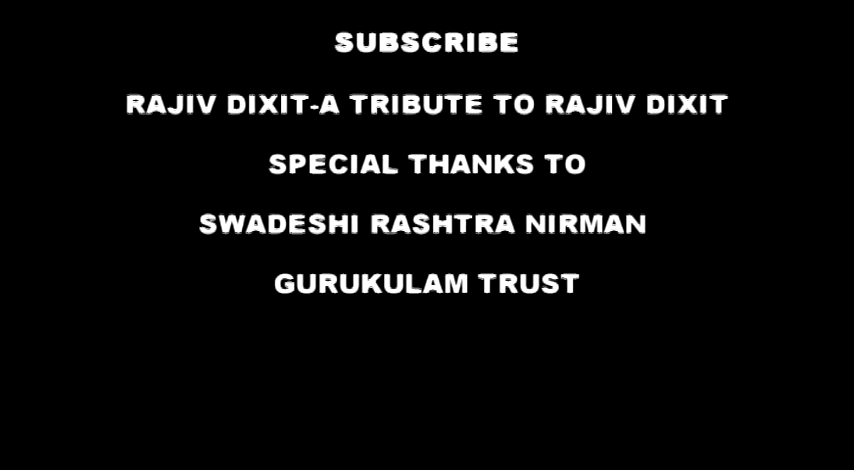 SUBSCRIBE
RAJIV DIXIT-A TRIBUTE TO RAJIV DIXIT
SPECIAL THANKS TO
SWADESHI RASHTRA NIRMAN
GURUKULAM TRUST